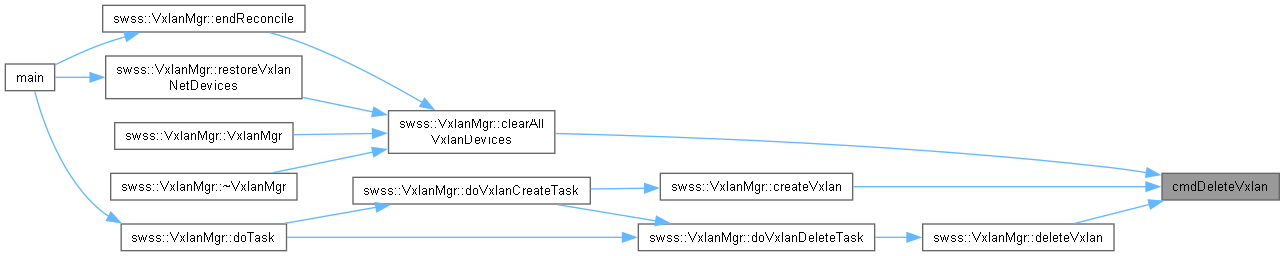 swss::VxlanMgr::endReconcile
main
swss::VxlanMgr::restoreVxlan
NetDevices
swss::VxlanMgr::clearAll
VxlanDevices
swss::VxlanMgr::VxlanMgr
swss::VxlanMgr::~VxlanMgr
swss::VxlanMgr::doVxlanCreateTask
swss::VxlanMgr::createVxlan
cmdDeleteVxlan
swss::VxlanMgr::doTask
swss::VxlanMgr::doVxlanDeleteTask
swss::VxlanMgr::deleteVxlan